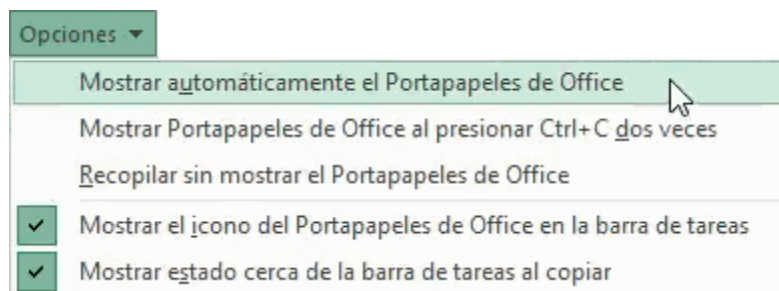 Opciones
Mostrar automáticamente el Portapapeles de Office
Mostrar Portapapeles de Office al presionar Ctrl+C dos veces
Recopilar sin mostrar el Portapapeles de Office
Mostrar el icono del Portapapeles de Office en la barra de tareas
Mostrar estado cerca de la barra de tareas al copiar